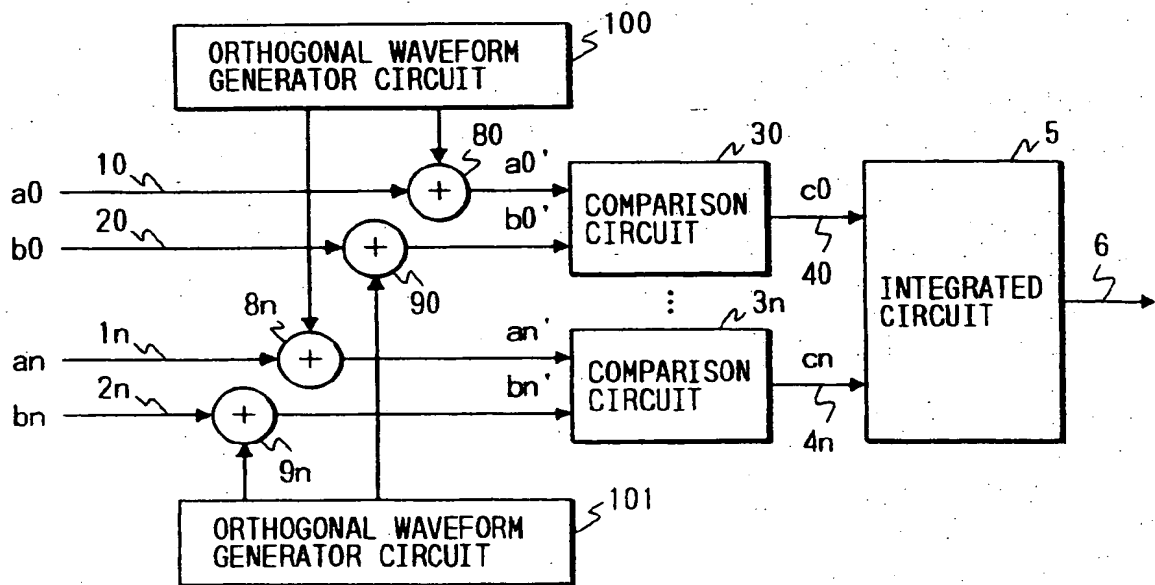 100
ORTHOGONAL WAVEFORM
GENERATOR CIRCUIT
80
30
5
10
a0
+
a0'
COMPARISON
CIRCUIT
c0
20
b0
+
b0'
40
6
90
INTEGRATED
CIRCUIT
8n
⋮
3n
1n
an
+
an'
COMPARISON
CIRCUIT
cn
2n
bn
+
bn'
4n
9n
101
ORTHOGONAL WAVEFORM
GENERATOR CIRCUIT